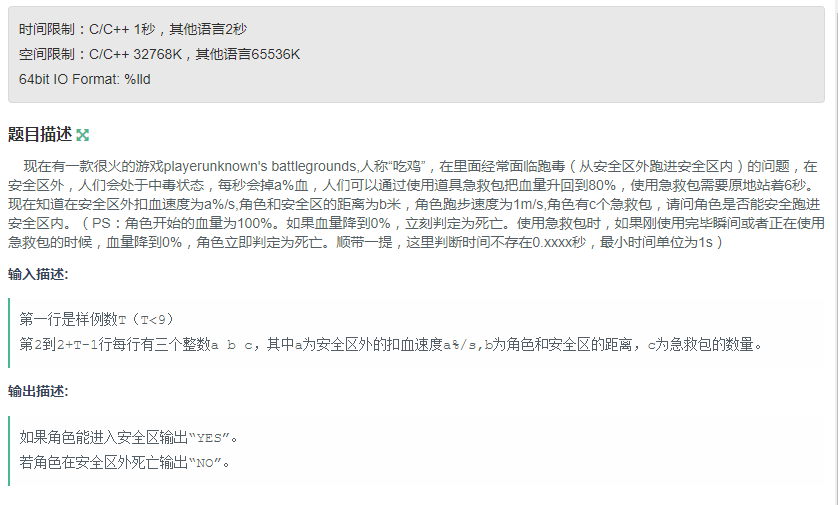 时间限制：C/C++ 1秒，其他语言2秒
空间限制：C/C++ 32768K，其他语言65536K
64bit IO Format: %lld
题目描述
现在有一款很火的游戏playerunknown's battlegrounds,人称“吃鸡”，在里面经常面临跑毒（从安全区外跑进安全区内）的问题，在
安全区外，人们会处于中毒状态，每秒会掉a%血，人们可以通过使用道具急救包把血量升回到80%，使用急救包需要原地站着6秒。
现在知道在安全区外扣血速度为a%/s,角色和安全区的距离为b米，角色跑步速度为1m/s,角色有c个急救包，请问角色是否能安全跑进
安全区内。（PS：角色开始的血量为100%。如果血量降到0%，立刻判定为死亡。使用急救包时，如果刚使用完毕瞬间或者正在使用
急救包的时候，血量降到0%，角色立即判定为死亡。顺带一提，这里判断时间不存在0.xxxx秒，最小时间单位为1s）
输入描述:
第一行是样例数T（T<9）
第2到2+T-1行每行有三个整数a b c，其中a为安全区外的扣血速度a%/s,b为角色和安全区的距离，c为急救包的数量。
输出描述:
如果角色能进入安全区输出“YES”。
若角色在安全区外死亡输出“NO”。